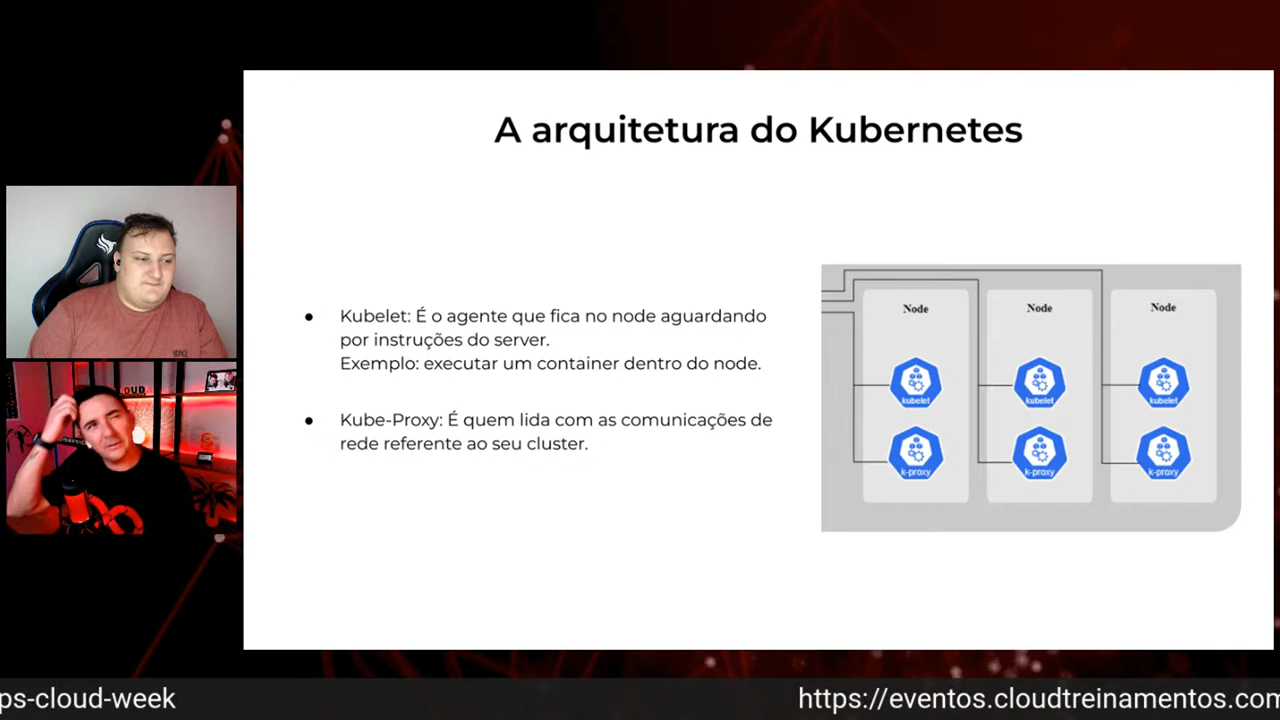 A arquitetura do Kubernetes
● Kubelet: É o agente que fica no node aguardando
por instruções do server.
Exemplo: executar um container dentro do node.
● Kube-Proxy: É quem lida com as comunicações de
rede referente ao seu cluster.
Node Node Node
kubelet kubelet kubelet
k-proxy k-proxy k-proxy
ps-cloud-week https://eventos.cloudtreinamentos.com